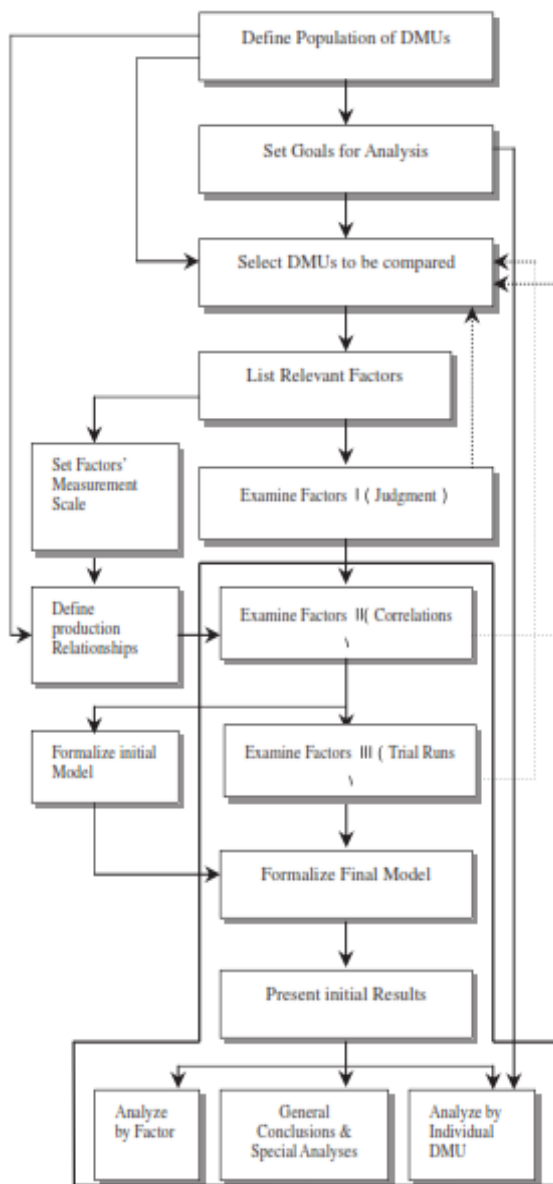 Define Population of DMUs
Set Goals for Analysis
Select DMUs to be compared
List Relevant Factors
Set Factors'
Measurement
Scale
Examine Factors I ( Judgment )
Define
production
Relationships
Examine Factors II( Correlations
)
Formalize initial
Model
Examine Factors III ( Trial Runs
)
Formalize Final Model
Present initial Results
Analyze
by Factor
General
Conclusions &
Special Analyses
Analyze by
Individual
DMU